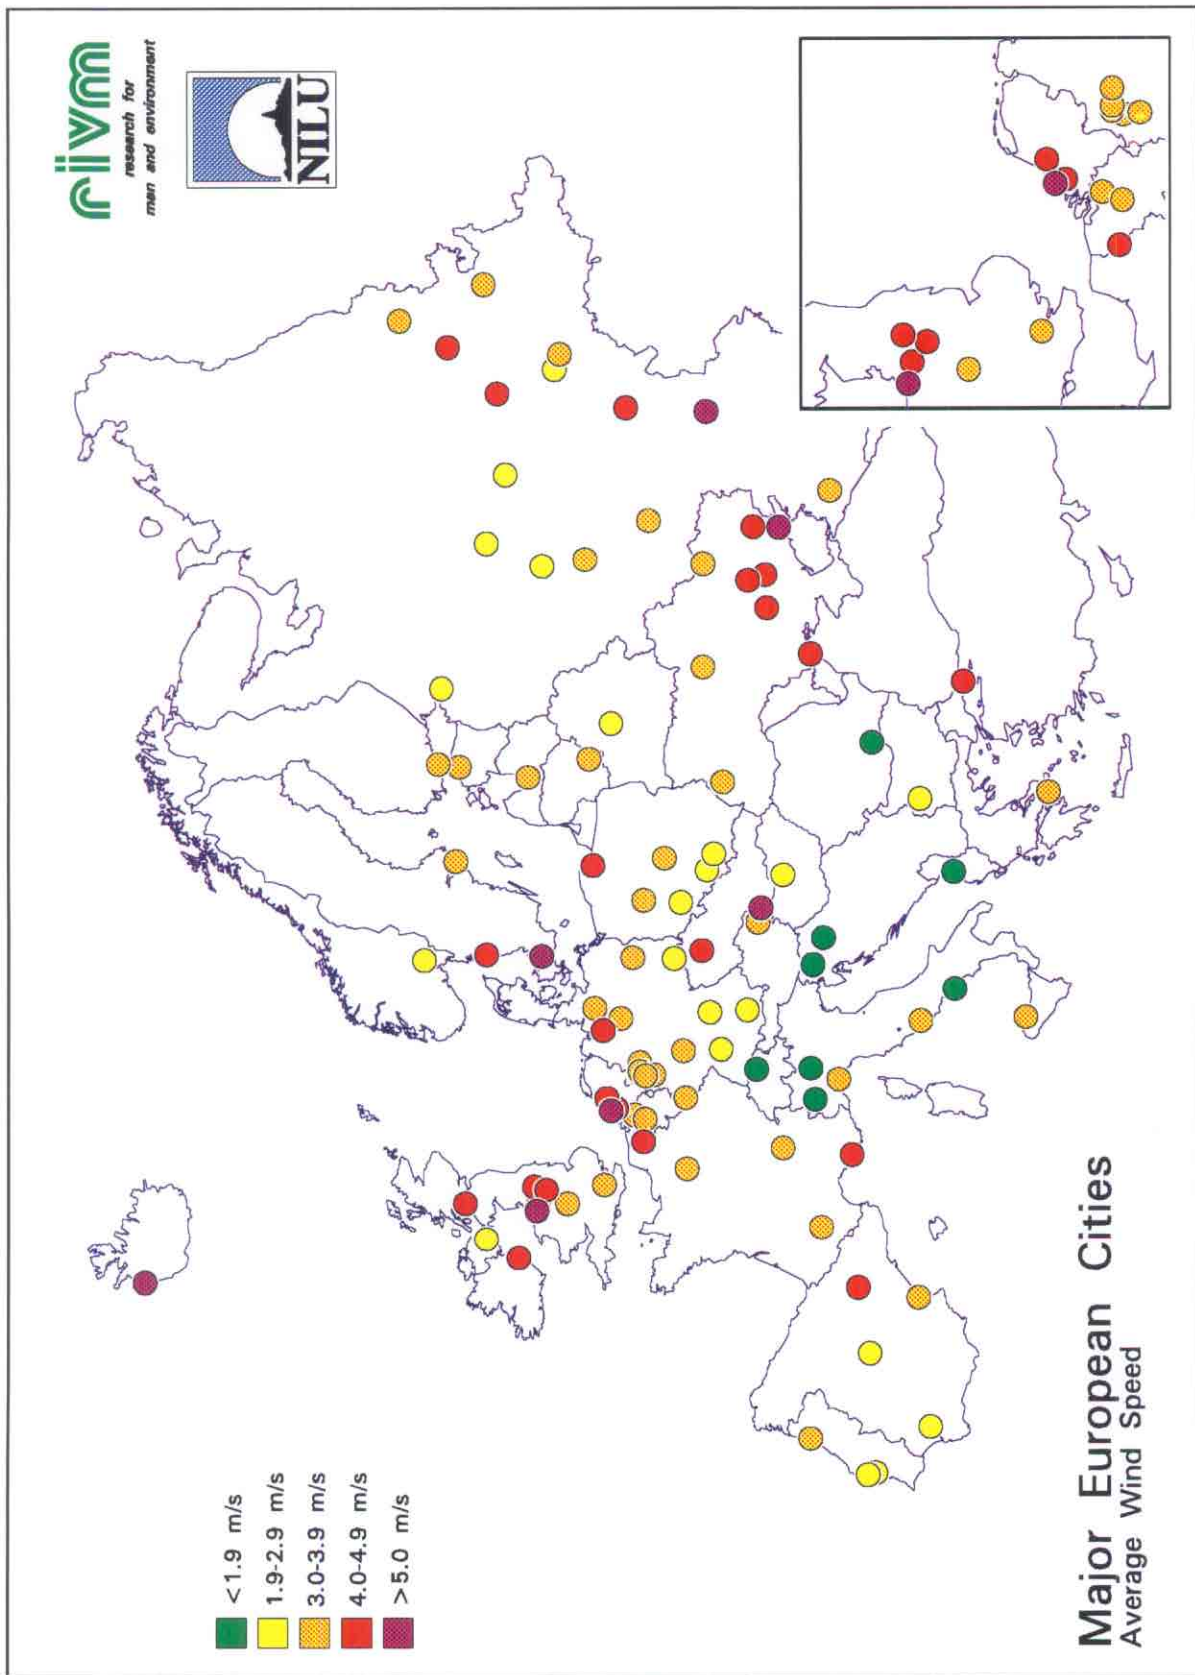 riivm
research for
man and environment
NILU
<1.9 m/s
1.9-2.9 m/s
3.0-3.9 m/s
4.0-4.9 m/s
>5.0 m/s
Major European Cities
Average Wind Speed